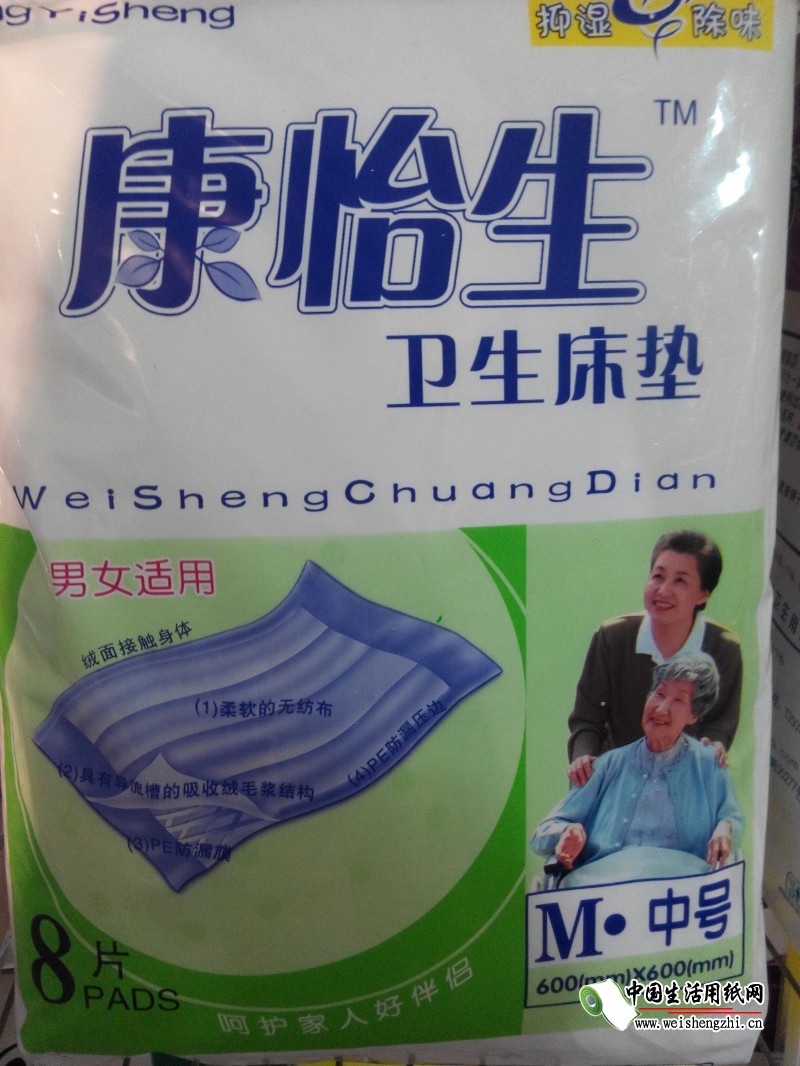 YiSheng
抑湿 除味
康怡生 TM
卫生床垫
WeiShengChuangDian
男女适用
绒面接触身体
(1)柔软的无纺布
(2)具有导流槽的吸收绒毛浆结构
(3)PE防漏膜
(4)PE防漏压边
8片
PADS
M·中号
600(mm)X600(mm)
呵护家人好伴侣
中国生活用纸网
www.weishengzhi.cn